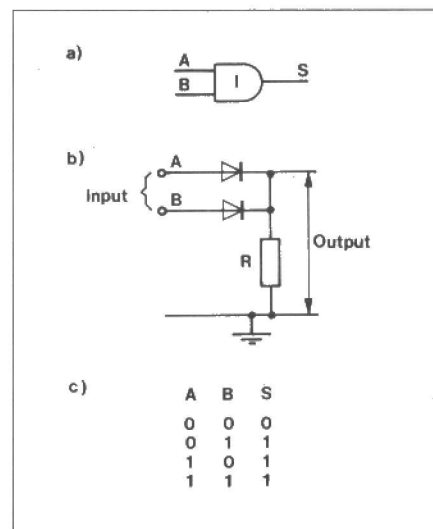 a)
A
B
I
S
b)
A
Input
B
R
Output
c)
A B S
0 0 0
0 1 1
1 0 1
1 1 1